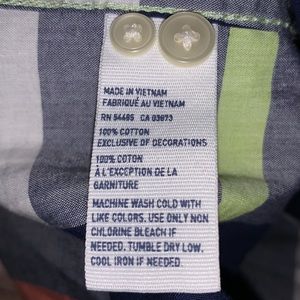 MADE IN VIETNAM
FABRIQUÉ AU VIETNAM
RN 54485 CA 03973
100% COTTON
EXCLUSIVE OF DECORATIONS
100% COTON
À L'EXCEPTION DE LA
GARNITURE
MACHINE WASH COLD WITH
LIKE COLORS. USE ONLY NON
CHLORINE BLEACH IF
NEEDED. TUMBLE DRY LOW.
COOL IRON IF NEEDED.